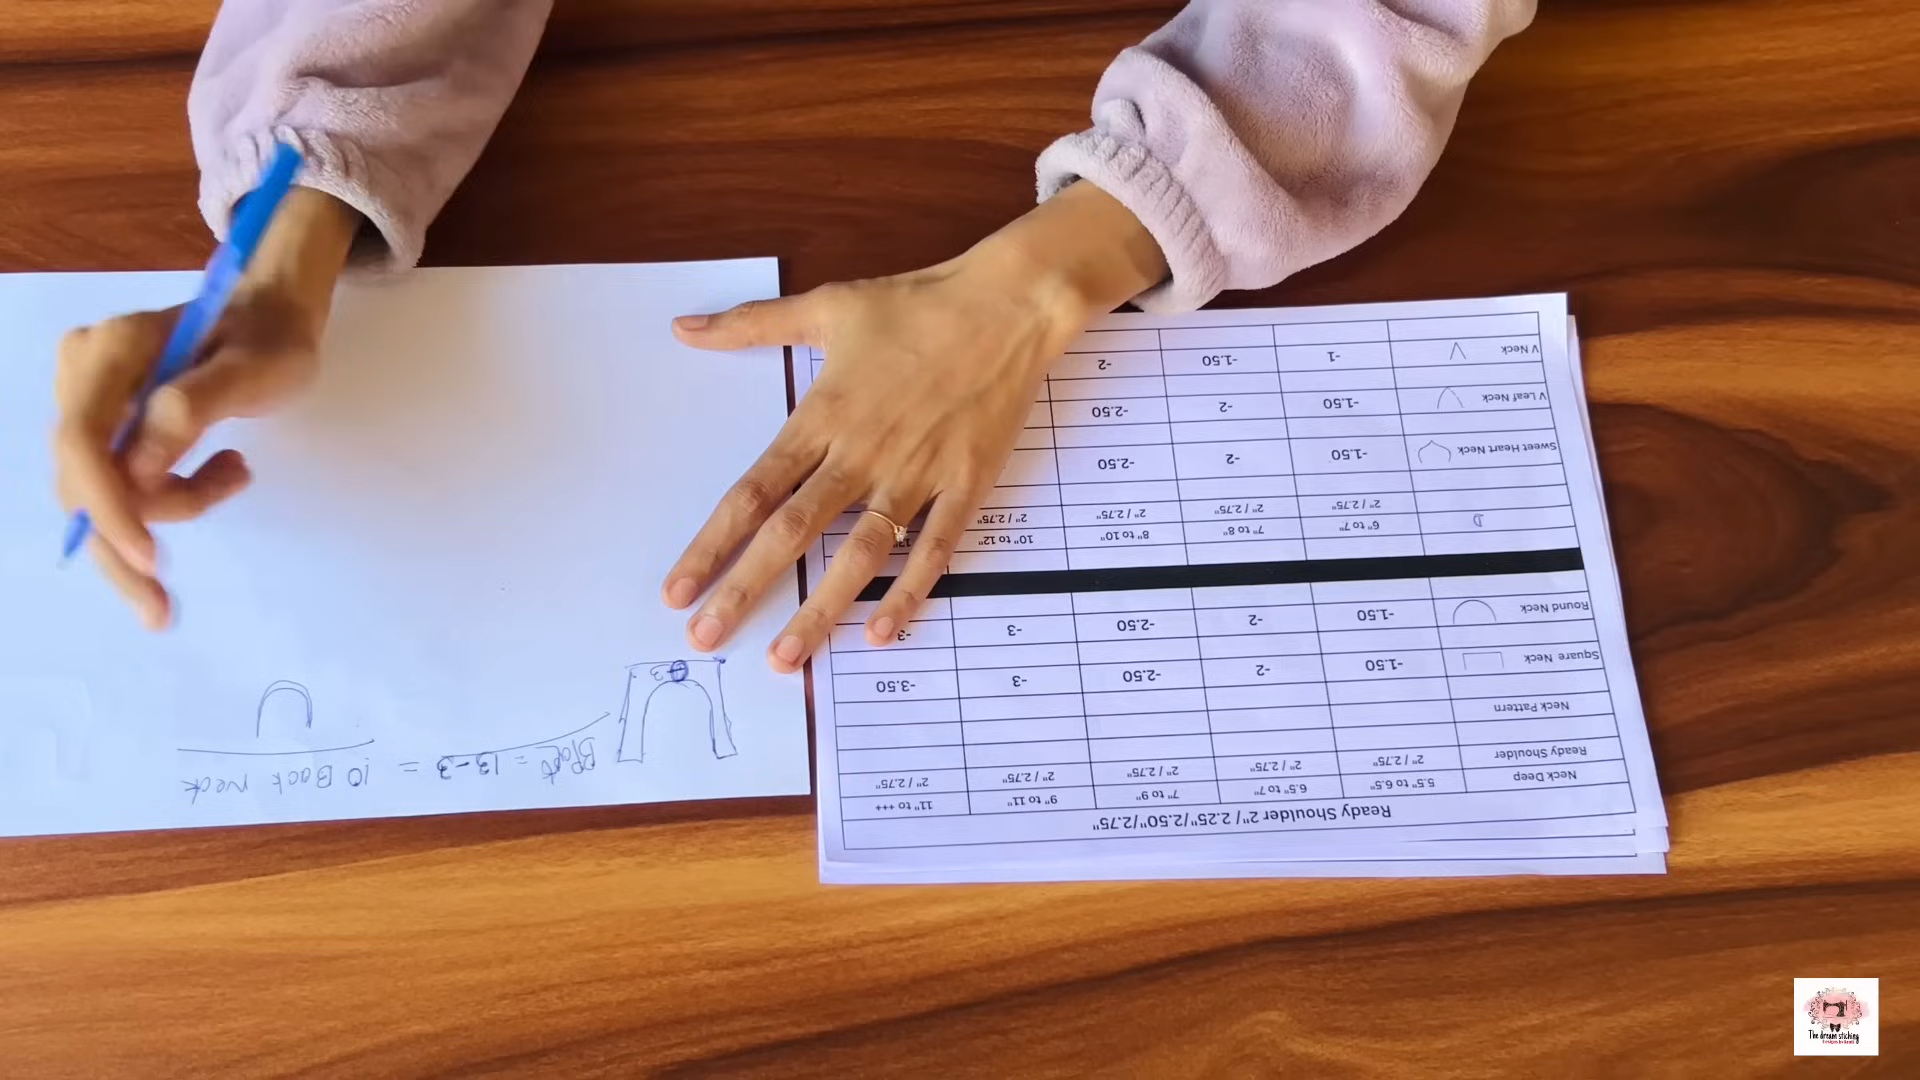 Ready Shoulder 2"/ 2.25"/2.50"/2.75"
Neck Deep 5.5" to 6.5" 6.5" to 7" 7" to 9" 9" to 11" 11" to +++
Ready Shoulder 2" / 2.75" 2" / 2.75" 2" / 2.75" 2" / 2.75" 2" / 2.75"
Neck Pattern
Square Neck -1.50 -2 -2.50 -3 -3.50
Round Neck -1.50 -2 -2.50 -3 -3
D 6" to 7" 7" to 8" 8" to 10" 10" to 12"
2" / 2.75" 2" / 2.75" 2" / 2.75" 2" / 2.75"
Sweet Heart Neck -1.50 -2 -2.50
V Leaf Neck -1.50 -2 -2.50
V Neck -1 -1.50 -2
= 13-3 = 10 Back Neck
-3
The dream stiching